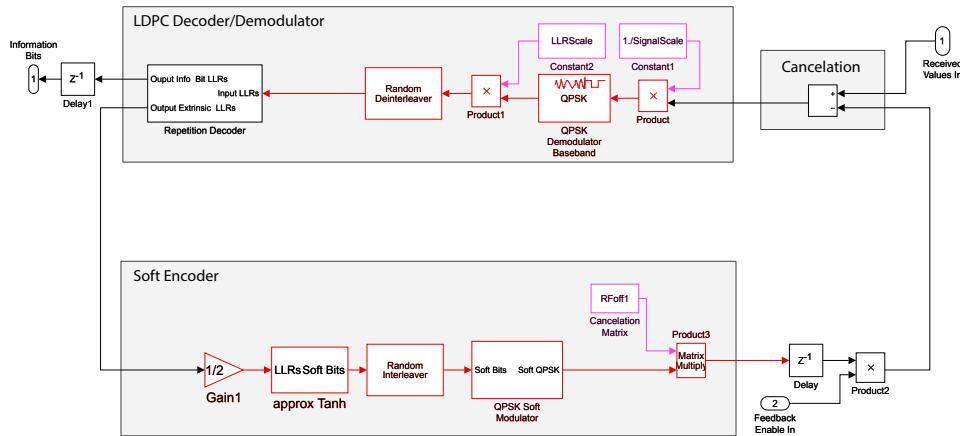 LDPC Decoder/Demodulator
Information
Bits
1
z-1
Delay1
Ouput Info Bit LLRs
Input LLRs
Output Extrinsic LLRs
Repetition Decoder
Random
Deinterleaver
×
Product1
LLRScale
Constant2
QPSK
QPSK
Demodulator
Baseband
1./SignalScale
Constant1
×
Product
Cancelation
+
−
1
Received
Values In
Soft Encoder
1/2
Gain1
LLRs Soft Bits
approx Tanh
Random
Interleaver
Soft Bits Soft QPSK
QPSK Soft
Modulator
RFoff1
Cancelation
Matrix
Product3
Matrix
Multiply
z-1
Delay
2
Feedback
Enable In
×
Product2